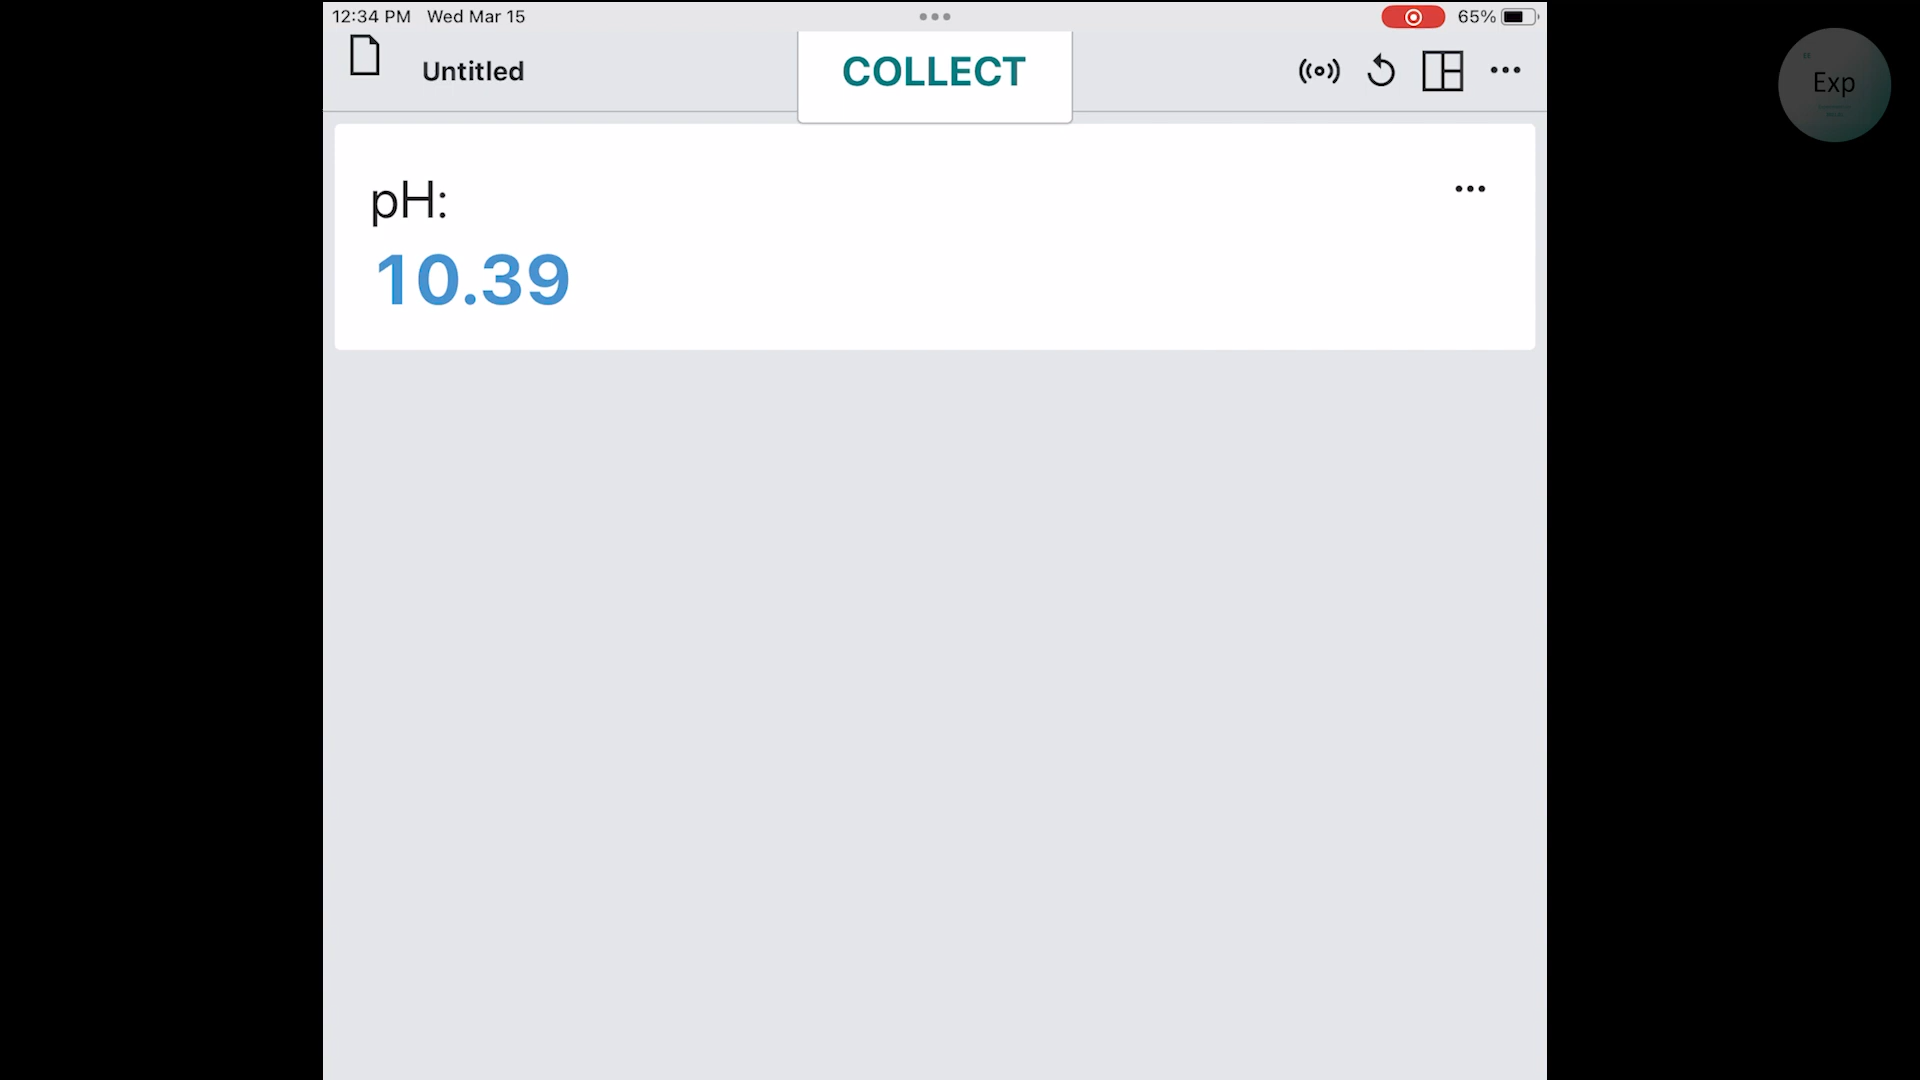 12:34 PM Wed Mar 15
65%
Untitled
COLLECT
Exp
pH:
10.39